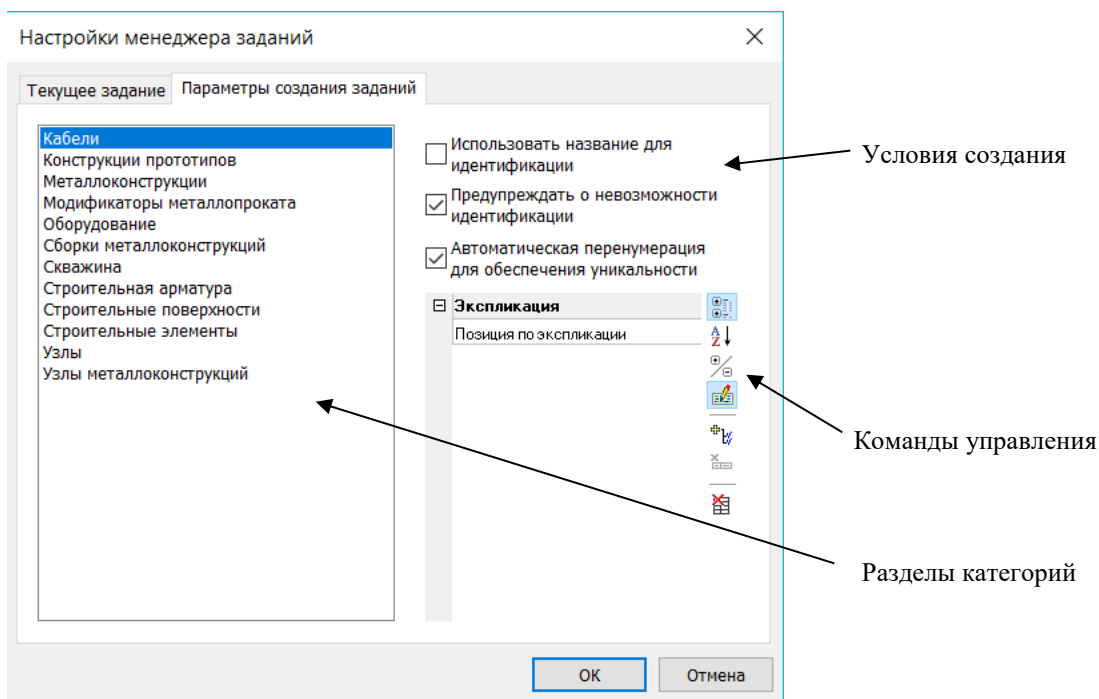 Настройки менеджера заданий
Текущее задание
Параметры создания заданий
Кабели
Конструкции прототипов
Металлоконструкции
Модификаторы металлопроката
Оборудование
Сборки металлоконструкций
Скважина
Строительная арматура
Строительные поверхности
Строительные элементы
Узлы
Узлы металлоконструкций
Использовать название для
идентификации
Предупреждать о невозможности
идентификации
Автоматическая перенумерация
для обеспечения уникальности
Экспликация
Позиция по экспликации
Условия создания
Команды управления
Разделы категорий
ОК
Отмена